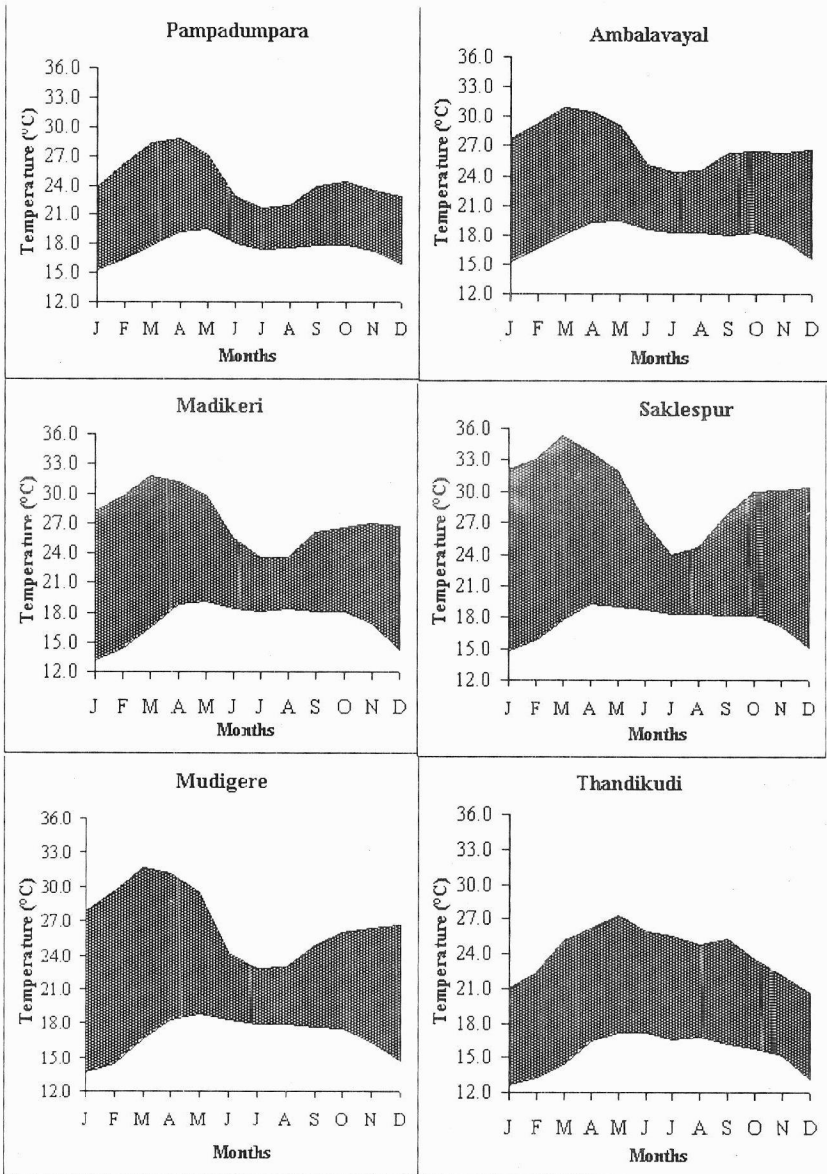 Pampadumpara
Temperature (°C)
36.0
33.0
30.0
27.0
24.0
21.0
18.0
15.0
12.0
J F M A M J J A S O N D
Months
Ambalavayal
Temperature (°C)
36.0
33.0
30.0
27.0
24.0
21.0
18.0
15.0
12.0
J F M A M J J A S O N D
Months
Madikeri
Temperature (°C)
36.0
33.0
30.0
27.0
24.0
21.0
18.0
15.0
12.0
J F M A M J J A S O N D
Months
Saklespur
Temperature (°C)
36.0
33.0
30.0
27.0
24.0
21.0
18.0
15.0
12.0
J F M A M J J A S O N D
Months
Mudigere
Temperature (°C)
36.0
33.0
30.0
27.0
24.0
21.0
18.0
15.0
12.0
J F M A M J J A S O N D
Months
Thandikudi
Temperature (°C)
36.0
33.0
30.0
27.0
24.0
21.0
18.0
15.0
12.0
J F M A M J J A S O N D
Months